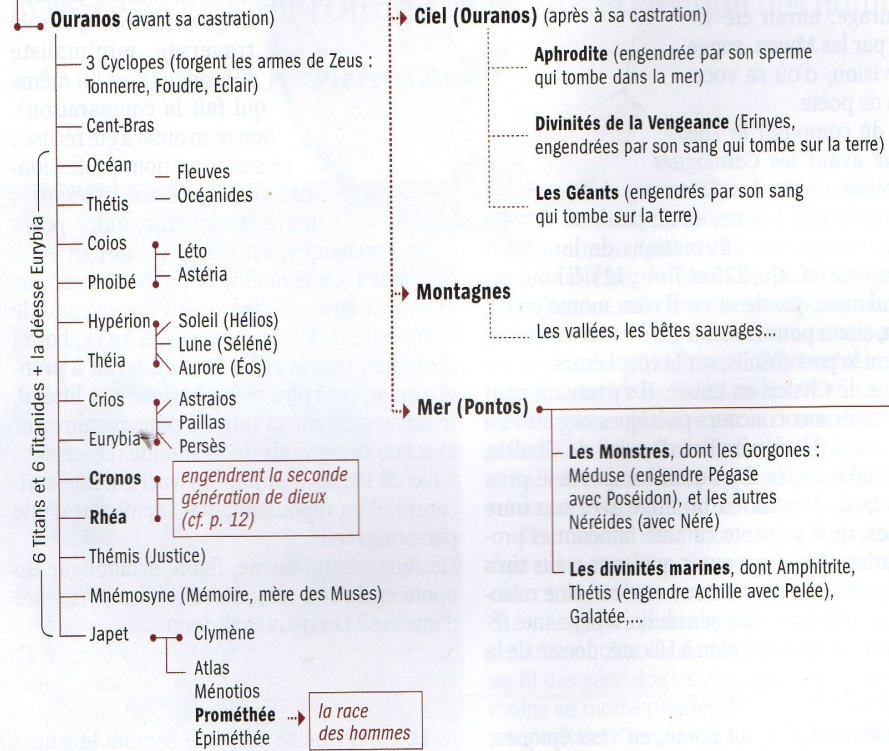 Ouranos (avant sa castration)
3 Cyclopes (forgent les armes de Zeus :
Tonnerre, Foudre, Éclair)
Cent-Bras
6 Titans et 6 Titanides + la déesse Eurybia
Océan
Thétis
Fleuves
Océanides
Coios
Phoibé
Léto
Astéria
Hypérion
Théia
Soleil (Hélios)
Lune (Séléné)
Aurore (Éos)
Crios
Eurybia
Astraios
Paillas
Persès
Cronos
Rhéa
engendrent la seconde
génération de dieux
(cf. p. 12)
Thémis (Justice)
Mnémosyne (Mémoire, mère des Muses)
Japet
Clymène
Atlas
Ménotios
Prométhée
Épiméthée
la race
des hommes
Ciel (Ouranos) (après à sa castration)
Aphrodite (engendrée par son sperme
qui tombe dans la mer)
Divinités de la Vengeance (Erinyes,
engendrées par son sang qui tombe sur la terre)
Les Géants (engendrés par son sang
qui tombe sur la terre)
Montagnes
Les vallées, les bêtes sauvages...
Mer (Pontos)
Les Monstres, dont les Gorgones :
Méduse (engendre Pégase
avec Poséidon), et les autres
Néréides (avec Néré)
Les divinités marines, dont Amphitrite,
Thétis (engendre Achille avec Pelée),
Galatée...